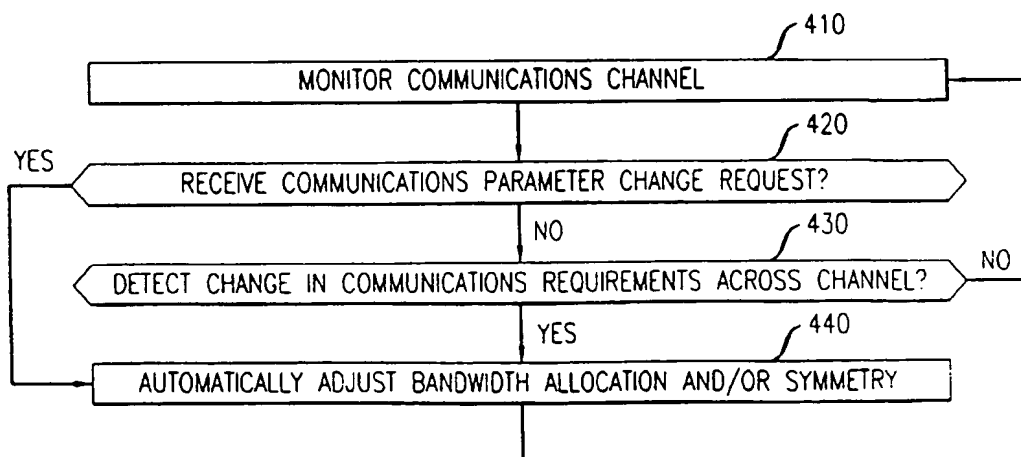 410
MONITOR COMMUNICATIONS CHANNEL
420
YES
RECEIVE COMMUNICATIONS PARAMETER CHANGE REQUEST?
NO
430
DETECT CHANGE IN COMMUNICATIONS REQUIREMENTS ACROSS CHANNEL?
NO
YES
440
AUTOMATICALLY ADJUST BANDWIDTH ALLOCATION AND/OR SYMMETRY